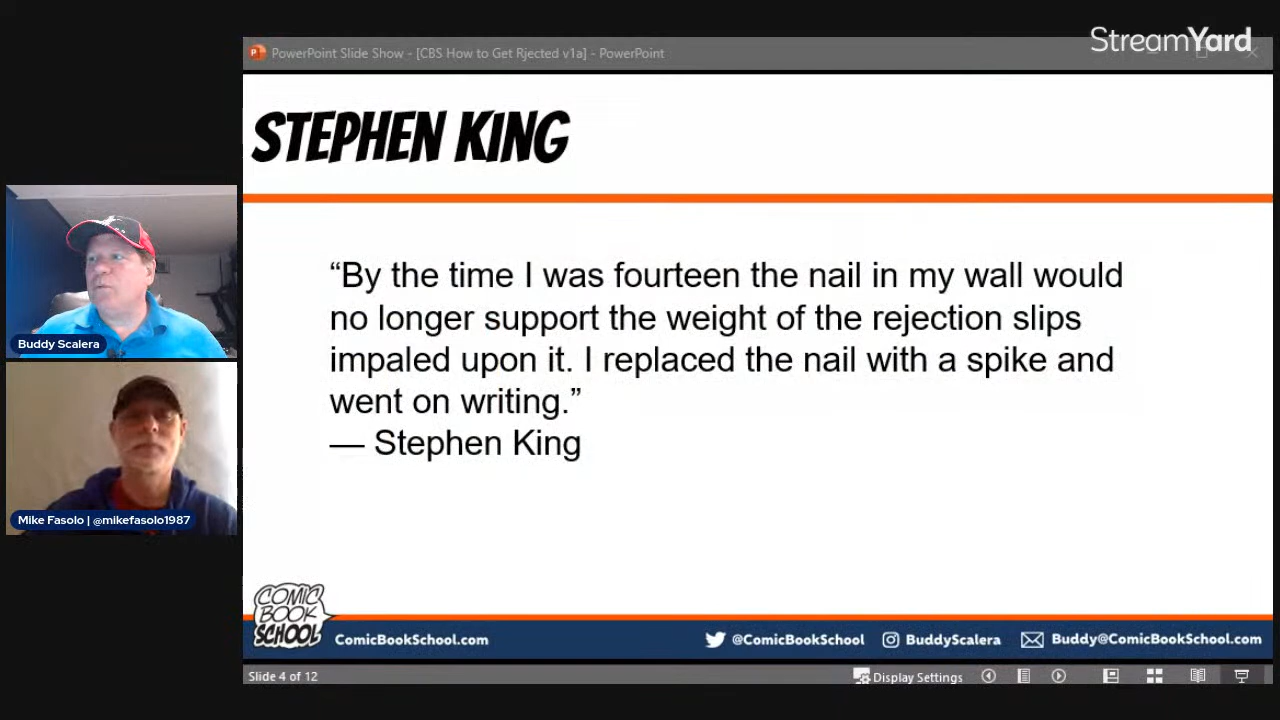 StreamYard
PowerPoint Slide Show - [CBS How to Get Rjected v1a] - PowerPoint
STEPHEN KING
“By the time I was fourteen the nail in my wall would
no longer support the weight of the rejection slips
impaled upon it. I replaced the nail with a spike and
went on writing.”
— Stephen King
Buddy Scalera
Mike Fasolo | @mikefasolo1987
COMIC
BOOK
SCHOOL
ComicBookSchool.com
@ComicBookSchool
BuddyScalera
Buddy@ComicBookSchool.com
Slide 4 of 12
Display Settings